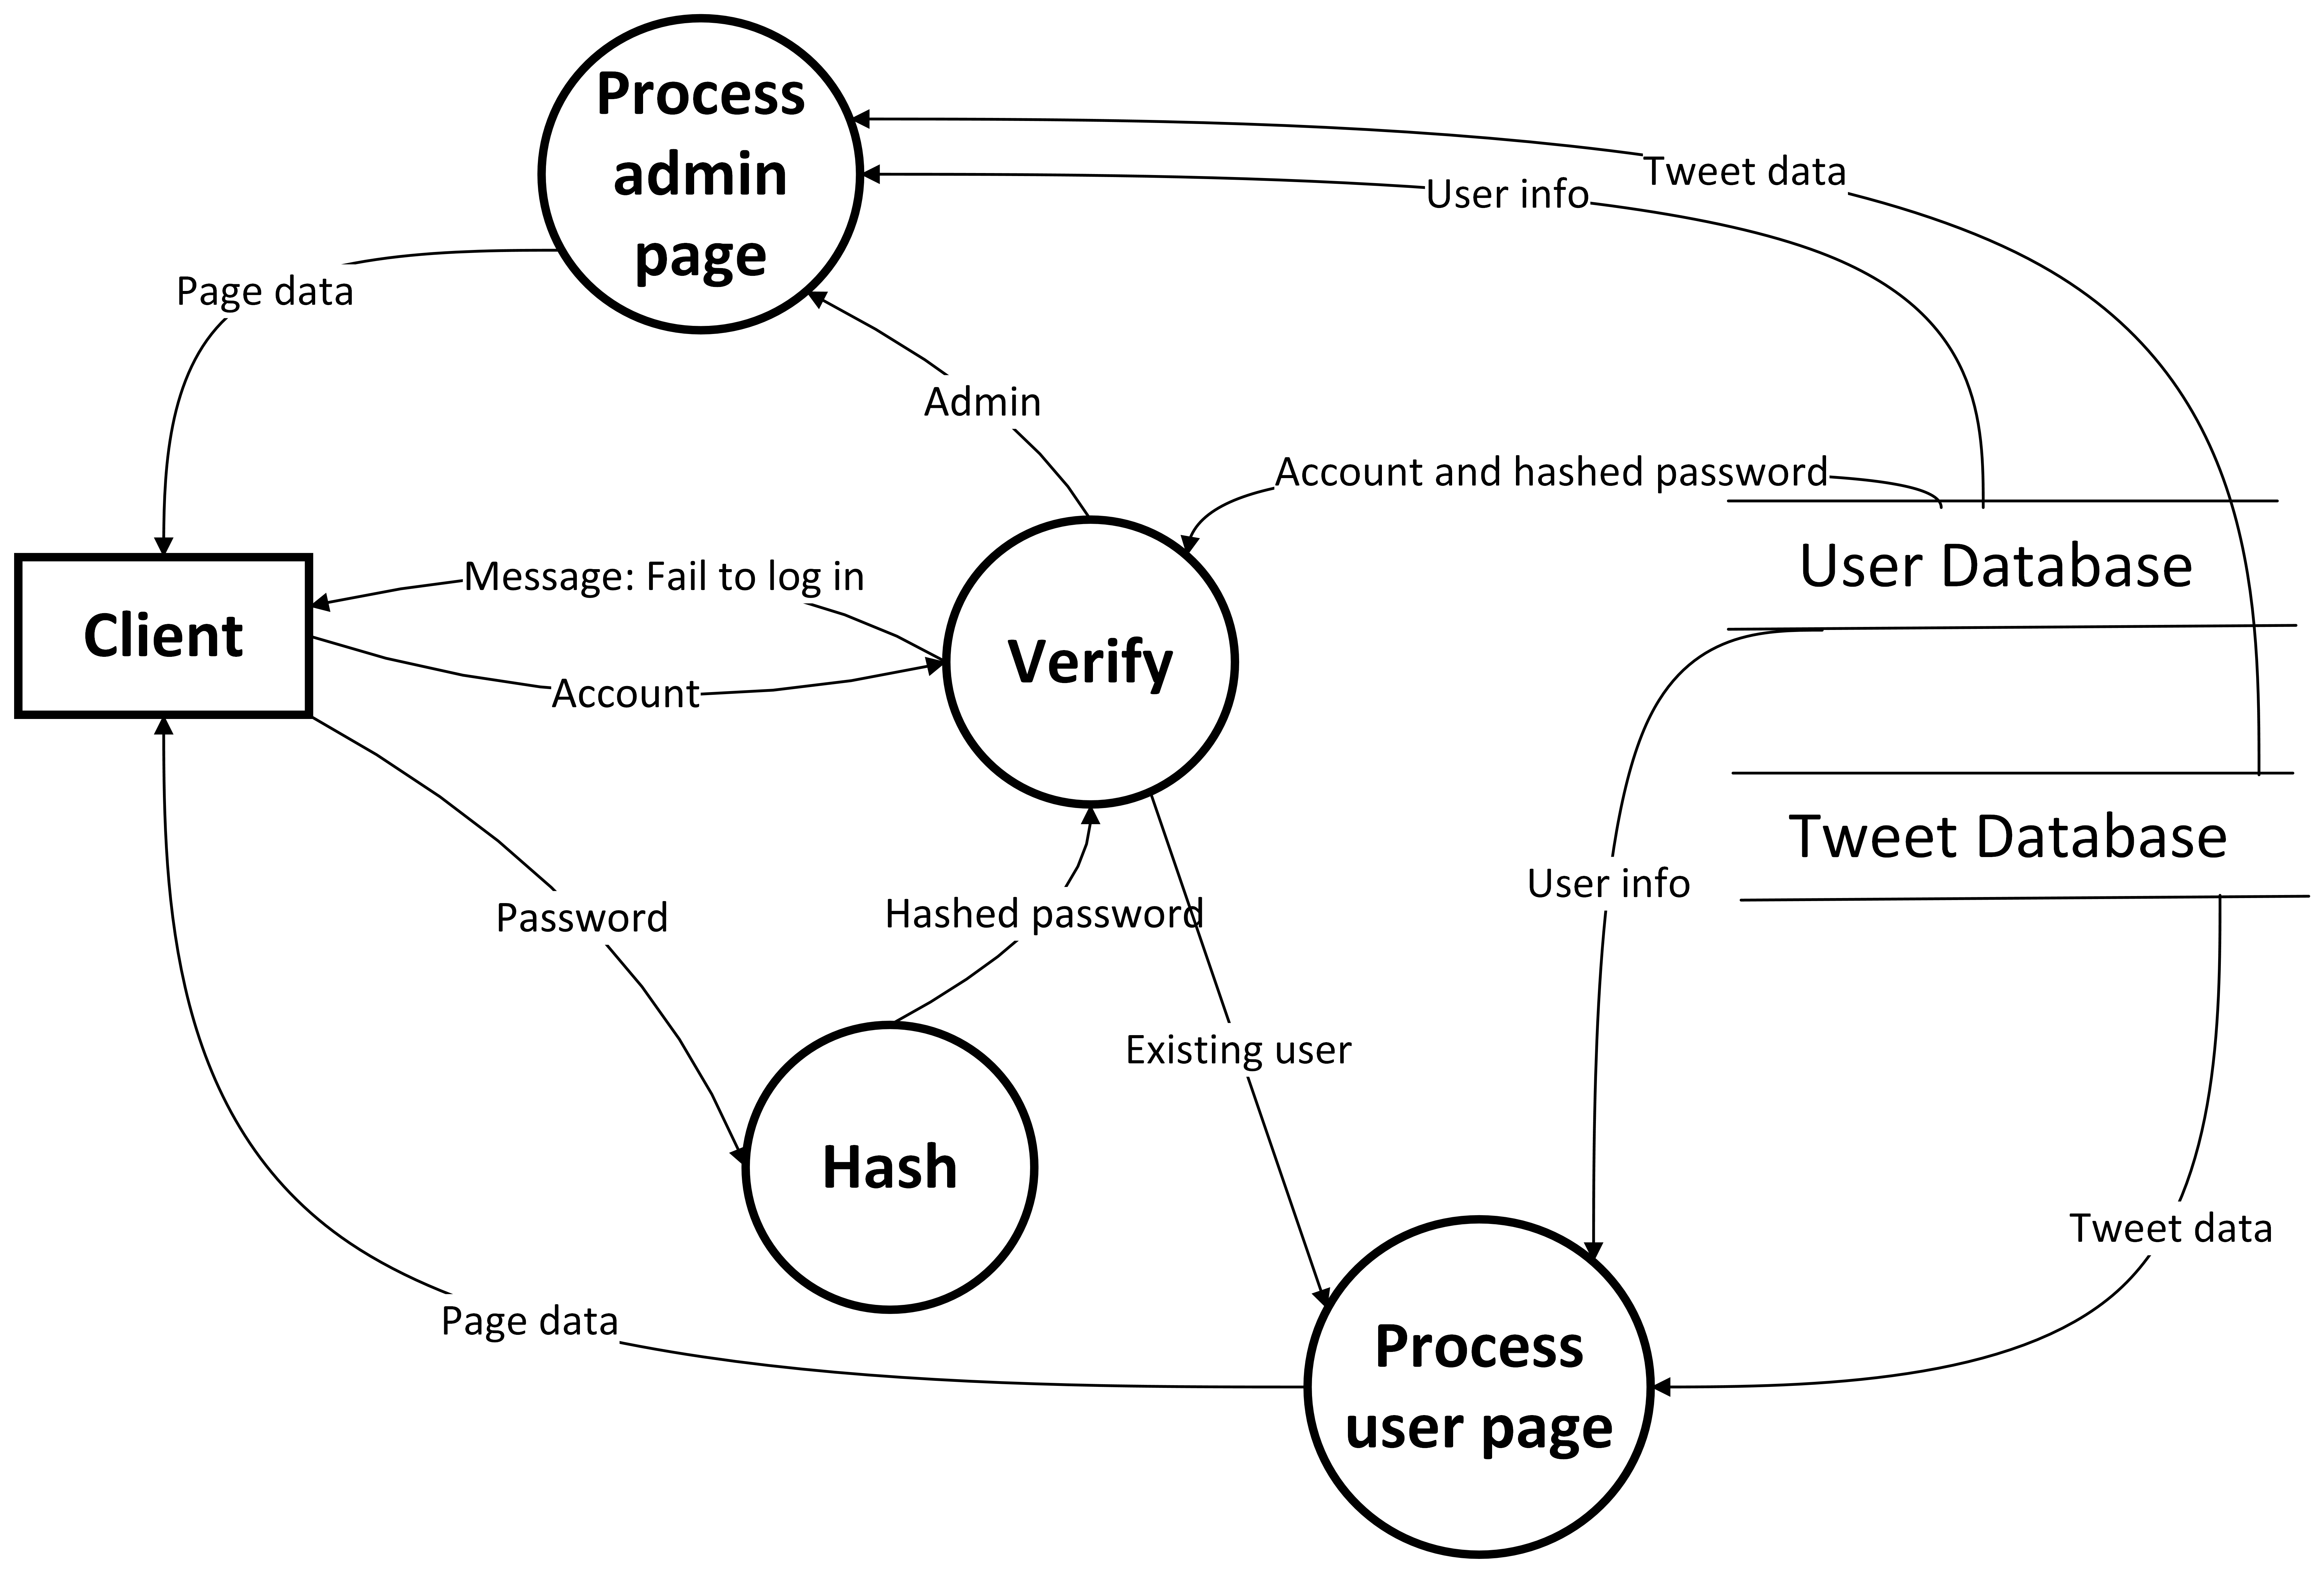 Process
admin
page
Tweet data
User info
Page data
Admin
Account and hashed password
User Database
Message: Fail to log in
Client
Verify
Account
Tweet Database
User info
Hashed password
Password
Existing user
Hash
Tweet data
Page data
Process
user page